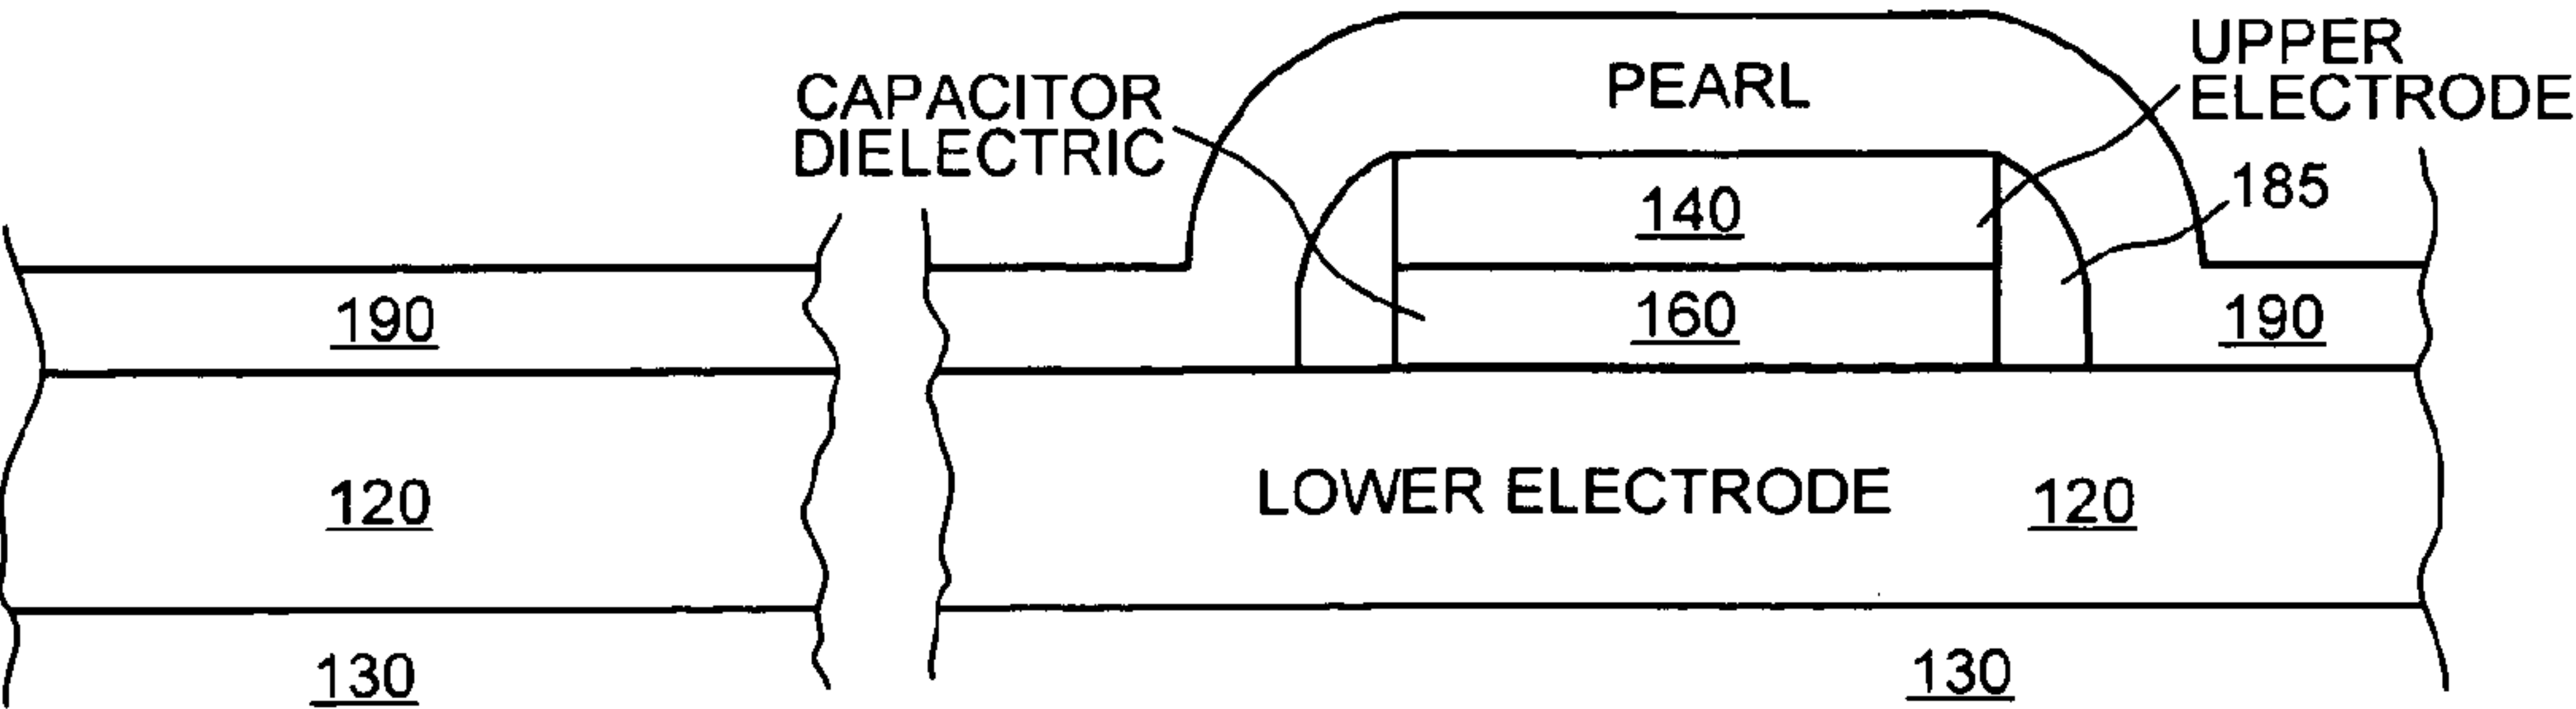 UPPER
ELECTRODE
PEARL
CAPACITOR
DIELECTRIC
185
140
190
160
190
LOWER ELECTRODE
120
120
130
130